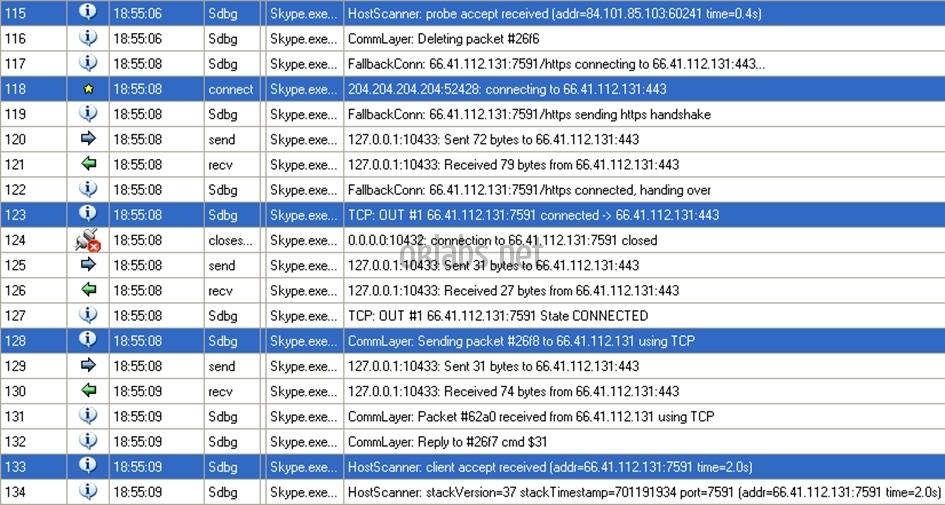 115 18:55:06 Sdbg Skype.exe... HostScanner: probe accept received (addr=84.101.85.103:60241 time=0.4s)
116 18:55:06 Sdbg Skype.exe... CommLayer: Deleting packet #26f6
117 18:55:08 Sdbg Skype.exe... FallbackConn: 66.41.112.131:7591/https connecting to 66.41.112.131:443...
118 18:55:08 connect Skype.exe... 204.204.204.204:52428: connecting to 66.41.112.131:443
119 18:55:08 Sdbg Skype.exe... FallbackConn: 66.41.112.131:7591/https sending https handshake
120 18:55:08 send Skype.exe... 127.0.0.1:10433: Sent 72 bytes to 66.41.112.131:443
121 18:55:08 recv Skype.exe... 127.0.0.1:10433: Received 79 bytes from 66.41.112.131:443
122 18:55:08 Sdbg Skype.exe... FallbackConn: 66.41.112.131:7591/https connected, handing over
123 18:55:08 Sdbg Skype.exe... TCP: OUT #1 66.41.112.131:7591 connected -> 66.41.112.131:443
124 18:55:08 closes... Skype.exe... 0.0.0.0:10432: connection to 66.41.112.131:7591 closed
125 18:55:08 send Skype.exe... 127.0.0.1:10433: Sent 31 bytes to 66.41.112.131:443
126 18:55:08 recv Skype.exe... 127.0.0.1:10433: Received 27 bytes from 66.41.112.131:443
127 18:55:08 Sdbg Skype.exe... TCP: OUT #1 66.41.112.131:7591 State CONNECTED
128 18:55:08 Sdbg Skype.exe... CommLayer: Sending packet #26f8 to 66.41.112.131 using TCP
129 18:55:08 send Skype.exe... 127.0.0.1:10433: Sent 31 bytes to 66.41.112.131:443
130 18:55:09 recv Skype.exe... 127.0.0.1:10433: Received 74 bytes from 66.41.112.131:443
131 18:55:09 Sdbg Skype.exe... CommLayer: Packet #62a0 received from 66.41.112.131 using TCP
132 18:55:09 Sdbg Skype.exe... CommLayer: Reply to #26f7 cmd $31
133 18:55:09 Sdbg Skype.exe... HostScanner: client accept received (addr=66.41.112.131:7591 time=2.0s)
134 18:55:09 Sdbg Skype.exe... HostScanner: stackVersion=37 stackTimestamp=701191934 port=7591 (addr=66.41.112.131:7591 time=2.0s)